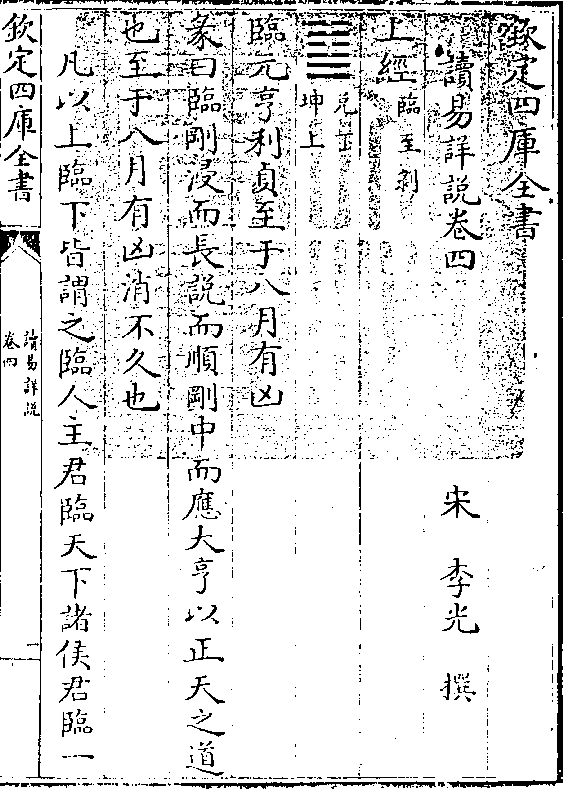 欽定四庫全書
讀易詳說卷四
宋 李光 撰
上經臨至剥
兌下坤上
臨元亨利貞至于八月有凶
彖曰臨剛浸而長說而順剛中而應大亨以正天之道
也至于八月有凶消不久也
凡以上臨下皆謂之臨人主君臨天下諸侯君臨一
欽定四庫全書
讀易詳說
卷四
一